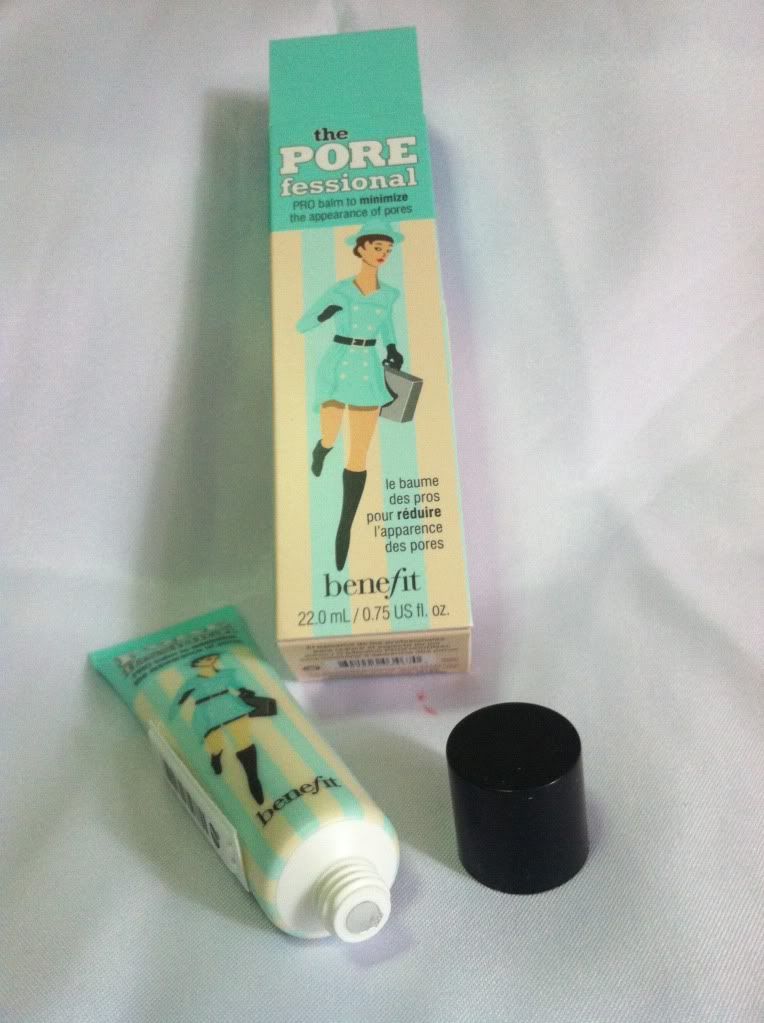 the
PORE
fessional
PRO balm to minimize
the appearance of pores
le baume
des pros
pour réduire
l'apparence
des pores
benefit
22.0 mL / 0.75 US fl. oz.
benefit